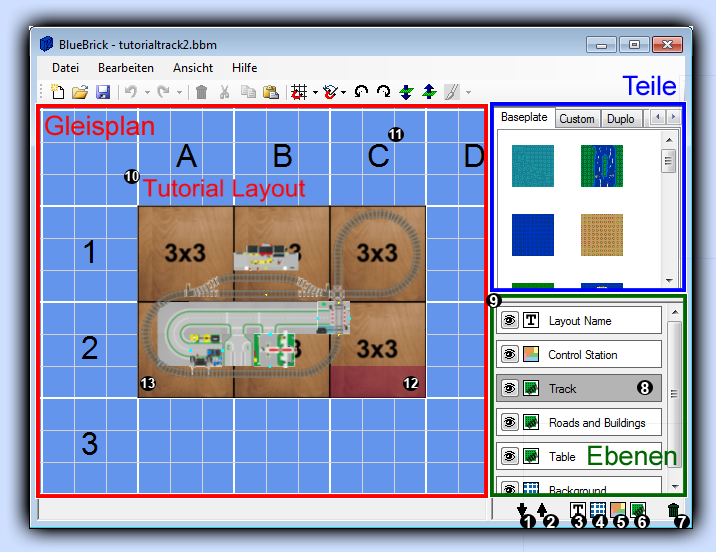 BlueBrick - tutorialtrack2.bbm
Datei Bearbeiten Ansicht Hilfe
Teile
Gleisplan
Baseplate Custom Duplo
11
A B C D
10
Tutorial Layout
1 3x3 3 3x3
9
Layout Name
2 3 3x3
Control Station
Track 8
13 12
Roads and Buildings
3
Table Ebenen
Background
1 2 3 4 5 6 7
T
T